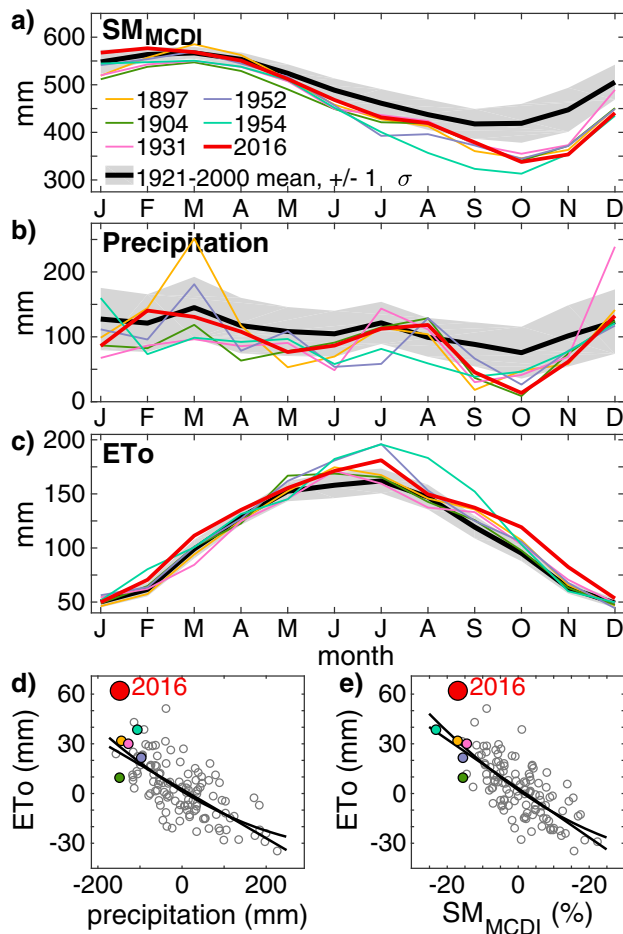 a) SM_MCDI
600
500
400
300
mm
1897 1952
1904 1954
1931 2016
1921-2000 mean, +/- 1 σ
J F M A M J J A S O N D
b) Precipitation
200
100
0
mm
J F M A M J J A S O N D
c) ETo
200
150
100
50
mm
J F M A M J J A S O N D
month
d) 2016
60
30
0
-30
ETo (mm)
-200 0 200
precipitation (mm)
e) 2016
60
30
0
-30
ETo (mm)
-20 0 -20
SM_MCDI (%)